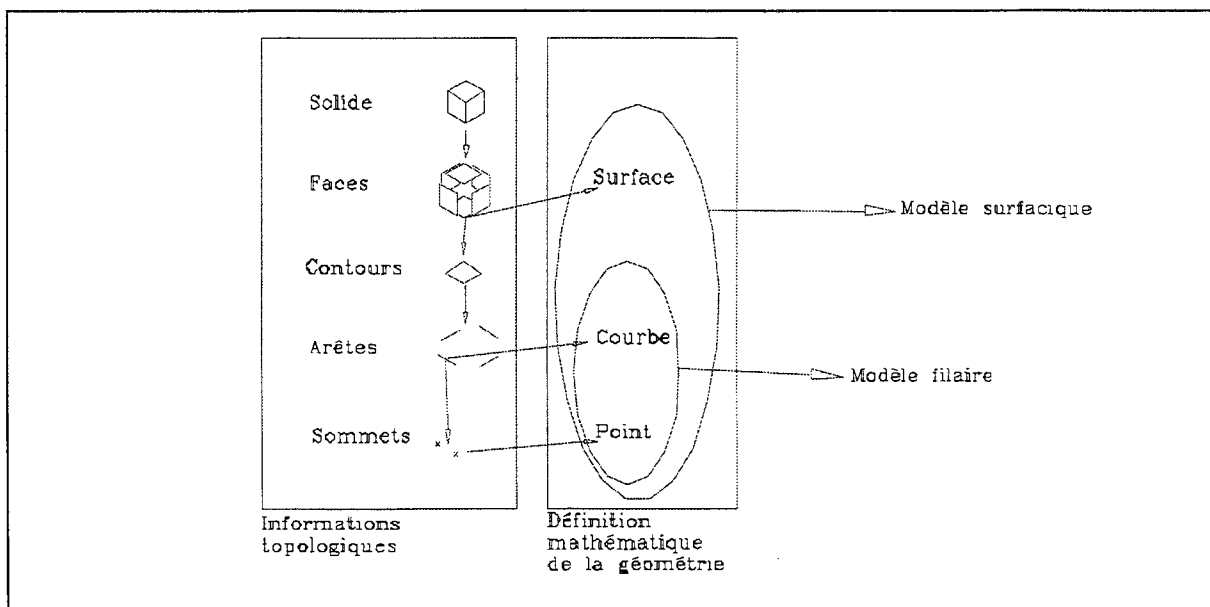 Solide
Faces
Contours
Arêtes
Sommets
Informations
topologiques
Surface
Courbe
Point
Définition
mathématique
de la géométrie
Modèle surfacique
Modèle filaire